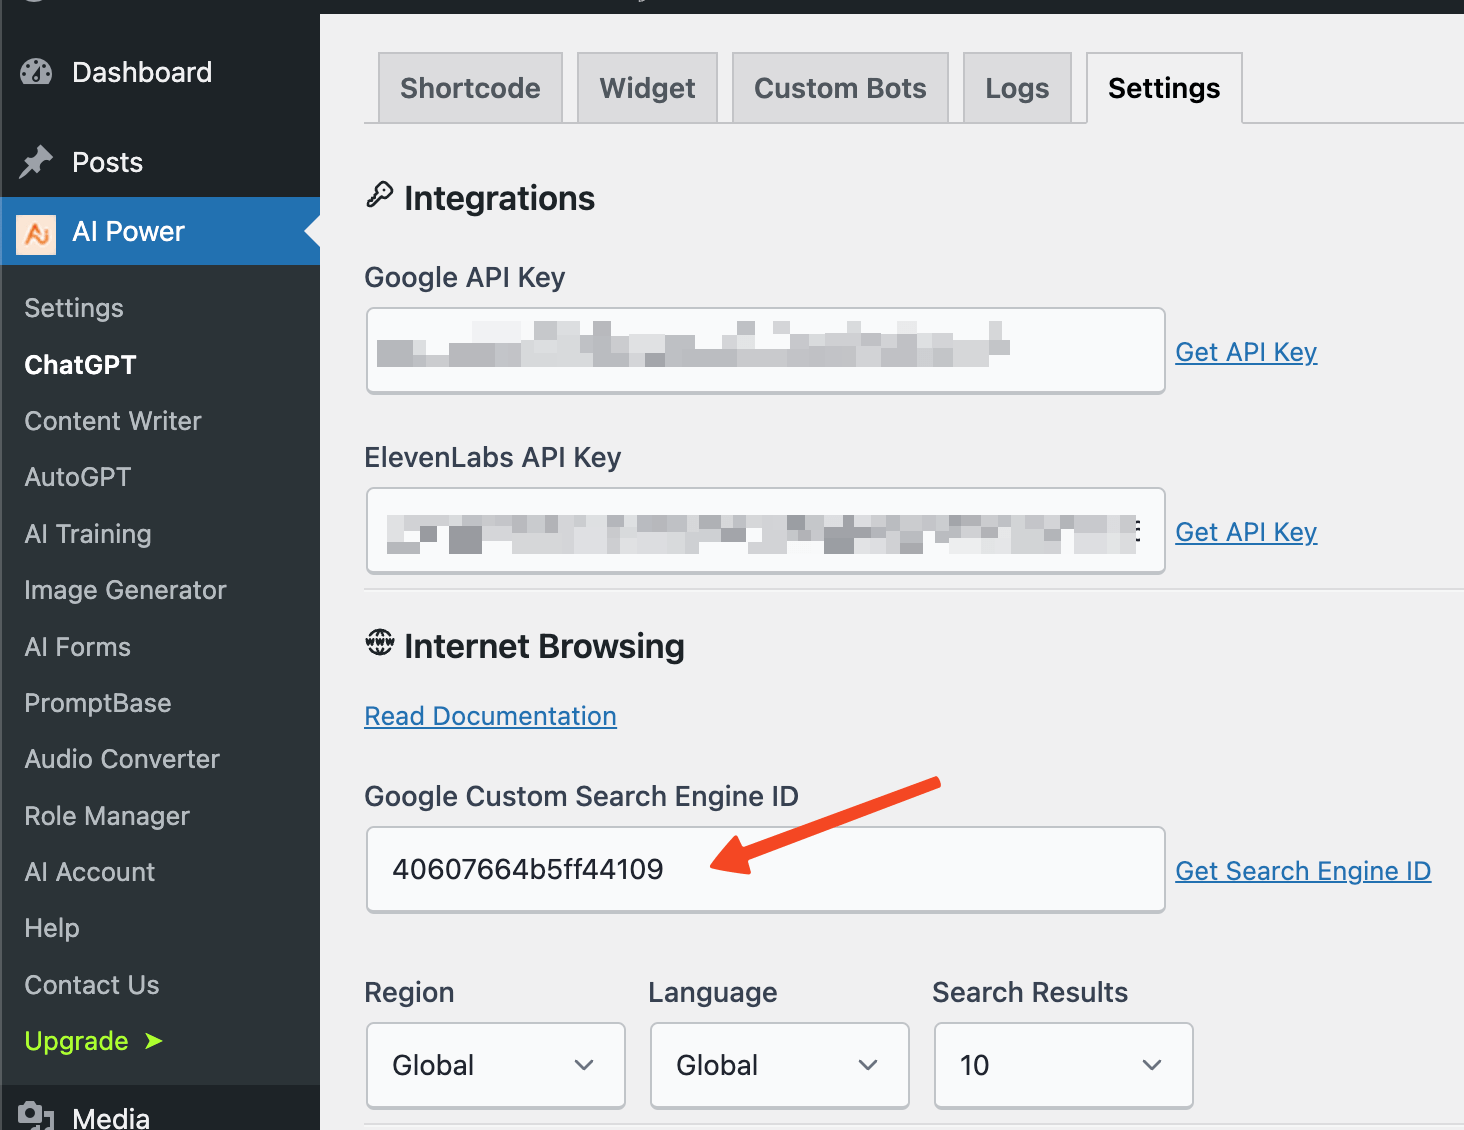 Dashboard
Posts
AI Power
Settings
ChatGPT
Content Writer
AutoGPT
AI Training
Image Generator
AI Forms
PromptBase
Audio Converter
Role Manager
AI Account
Help
Contact Us
Upgrade ➤
Media
Shortcode Widget Custom Bots Logs Settings
Integrations
Google API Key
Get API Key
ElevenLabs API Key
Get API Key
Internet Browsing
Read Documentation
Google Custom Search Engine ID
40607664b5ff44109 Get Search Engine ID
Region Language Search Results
Global Global 10